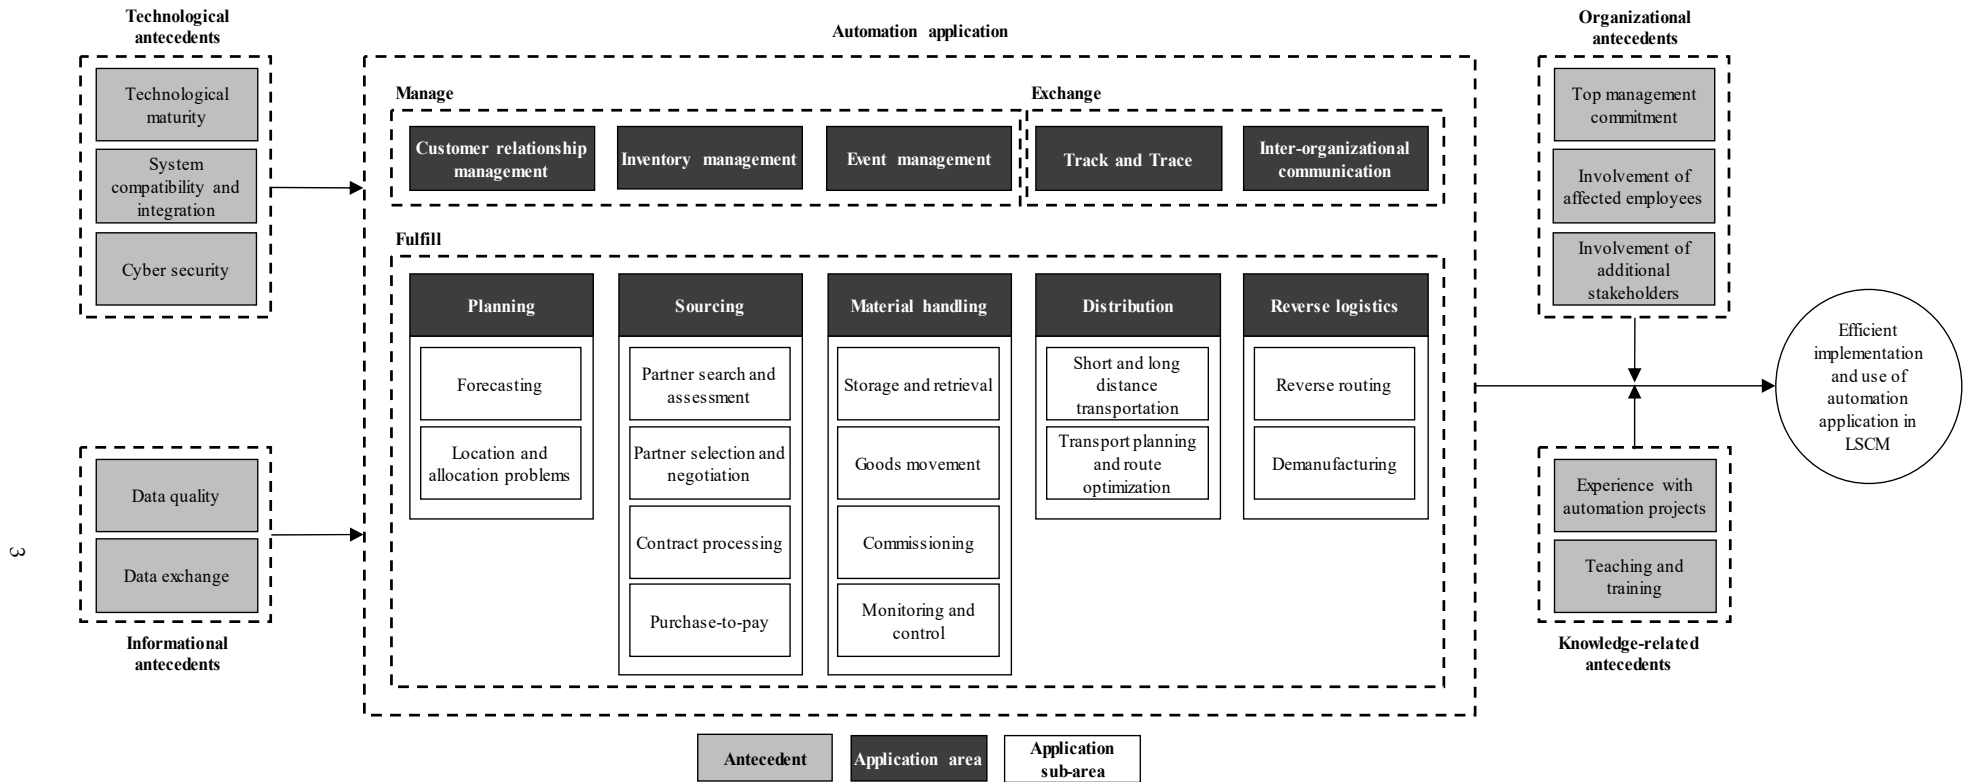 Technological
antecedents
Technological
maturity
System
compatibility and
integration
Cyber security
Data quality
Data exchange
Informational
antecedents
Automation application
Manage
Customer relationship
management
Inventory management
Event management
Exchange
Track and Trace
Inter-organizational
communication
Fulfill
Planning
Forecasting
Location and
allocation problems
Sourcing
Partner search and
assessment
Partner selection and
negotiation
Contract processing
Purchase-to-pay
Material handling
Storage and retrieval
Goods movement
Commissioning
Monitoring and
control
Distribution
Short and long
distance
transportation
Transport planning
and route
optimization
Reverse logistics
Reverse routing
Demanufacturing
Organizational
antecedents
Top management
commitment
Involvement of
affected employees
Involvement of
additional
stakeholders
Experience with
automation projects
Teaching and
training
Knowledge-related
antecedents
Efficient
implementation
and use of
automation
application in
LSCM
Antecedent
Application area
Application
sub-area
3